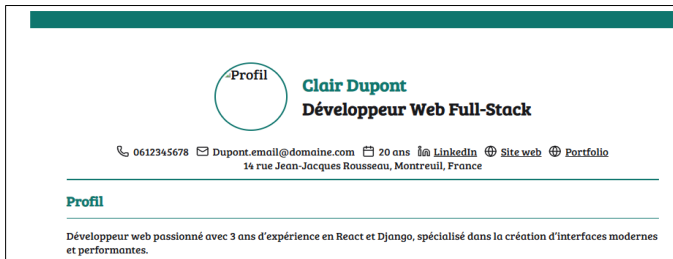 Profil
Clair Dupont
Développeur Web Full-Stack
0612345678 Dupont.email@domaine.com 20 ans LinkedIn Site web Portfolio
14 rue Jean-Jacques Rousseau, Montreuil, France
Profil
Développeur web passionné avec 3 ans d'expérience en React et Django, spécialisé dans la création d'interfaces modernes
et performantes.